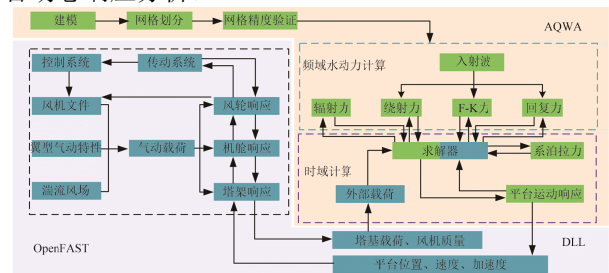 建模 网格划分 网格精度验证
AQWA
控制系统 传动系统
频域水动力计算 入射波
风机文件 风轮响应
辐射力 绕射力 F-K力 回复力
翼型气动特性 气动载荷 机舱响应
求解器 系泊拉力
时域计算
湍流风场 塔架响应
外部载荷 平台运动响应
OpenFAST
塔基载荷、风机质量
DLL
平台位置、速度、加速度